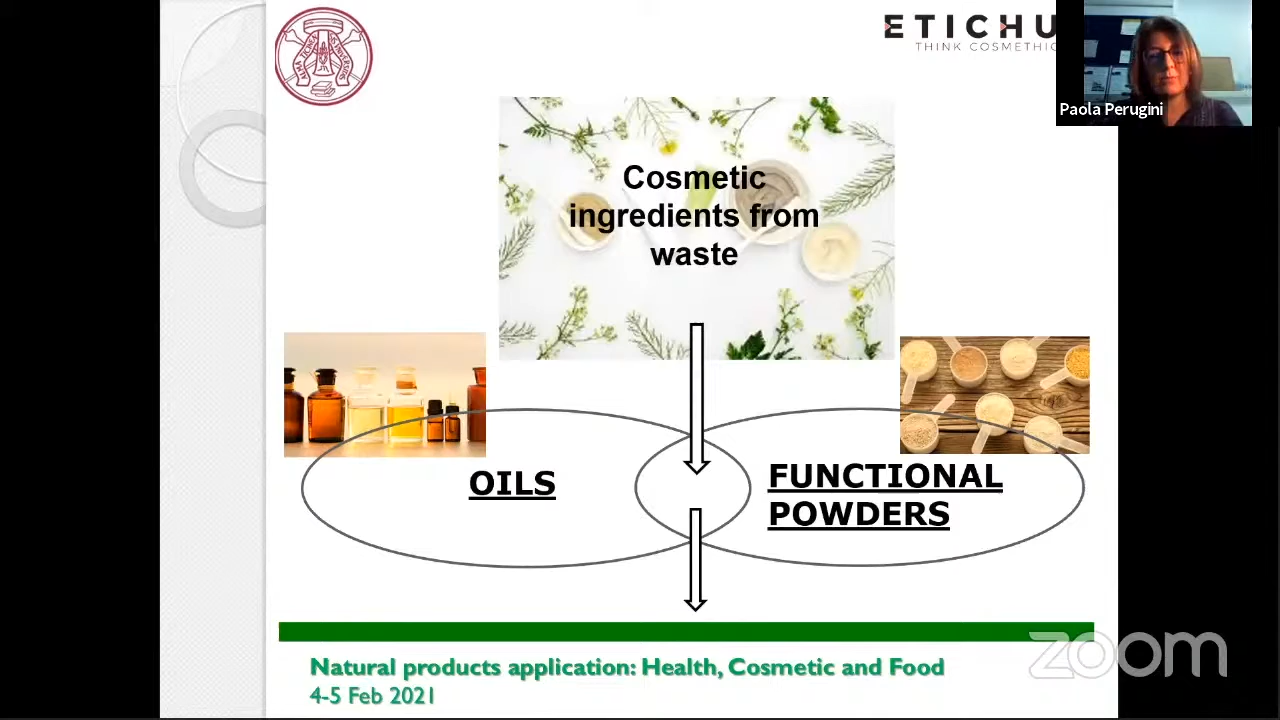 ETICHU
THINK COSMETHIC
Paola Perugini
Cosmetic
ingredients from
waste
OILS
FUNCTIONAL
POWDERS
Natural products application: Health, Cosmetic and Food
4-5 Feb 2021
zoom